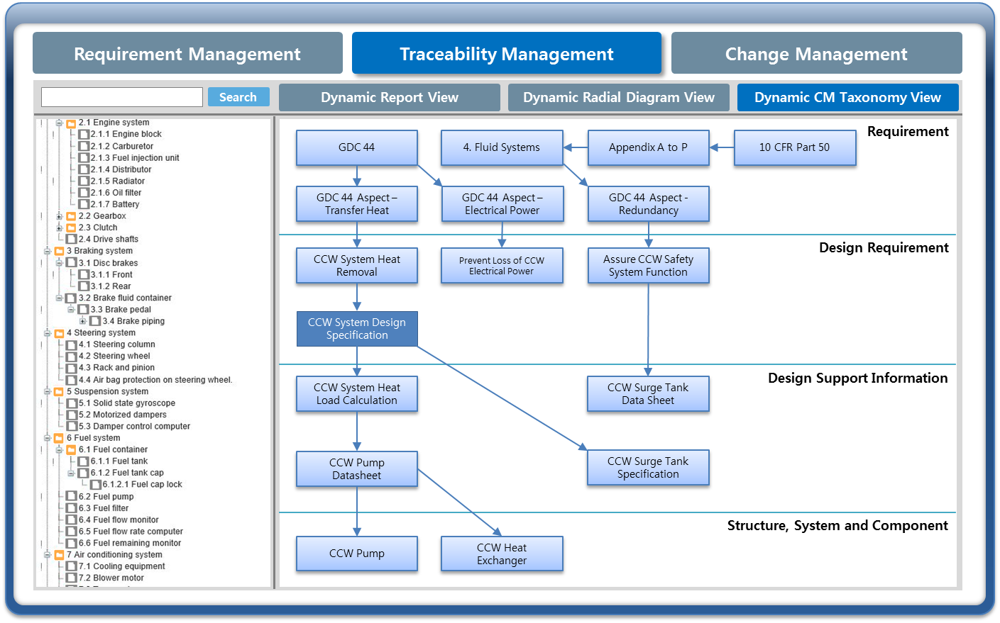 Requirement Management
Traceability Management
Change Management
Search
Dynamic Report View
Dynamic Radial Diagram View
Dynamic CM Taxonomy View
2.1 Engine system
2.1.1 Engine block
2.1.2 Carburetor
2.1.3 Fuel injection unit
2.1.4 Distributor
2.1.5 Radiator
2.1.6 Oil filter
2.1.7 Battery
2.2 Gearbox
2.3 Clutch
2.4 Drive shafts
3 Braking system
3.1 Disc brakes
3.1.1 Front
3.1.2 Rear
3.2 Brake fluid container
3.3 Brake pedal
3.4 Brake piping
4 Steering system
4.1 Steering column
4.2 Steering wheel
4.3 Rack and pinion
4.4 Air bag protection on steering wheel.
5 Suspension system
5.1 Solid state gyroscope
5.2 Motorized dampers
5.3 Damper control computer
6 Fuel system
6.1 Fuel container
6.1.1 Fuel tank
6.1.2 Fuel tank cap
6.1.2.1 Fuel cap lock
6.2 Fuel pump
6.3 Fuel filter
6.4 Fuel flow monitor
6.5 Fuel flow rate computer
6.6 Fuel remaining monitor
7 Air conditioning system
7.1 Cooling equipment
7.2 Blower motor
Requirement
GDC 44
4. Fluid Systems
Appendix A to P
10 CFR Part 50
GDC 44 Aspect –
Transfer Heat
GDC 44 Aspect –
Electrical Power
GDC 44 Aspect -
Redundancy
Design Requirement
CCW System Heat
Removal
Prevent Loss of CCW
Electrical Power
Assure CCW Safety
System Function
CCW System Design
Specification
Design Support Information
CCW System Heat
Load Calculation
CCW Surge Tank
Data Sheet
CCW Pump
Datasheet
CCW Surge Tank
Specification
Structure, System and Component
CCW Pump
CCW Heat
Exchanger